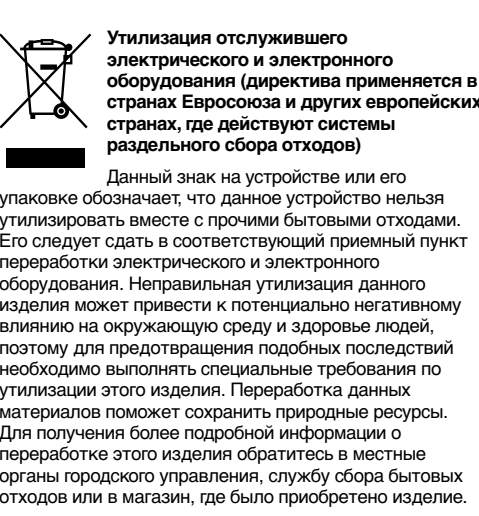 Утилизация отслужившего
электрического и электронного
оборудования (директива применяется в
странах Евросоюза и других европейских
странах, где действуют системы
раздельного сбора отходов)
Данный знак на устройстве или его
упаковке обозначает, что данное устройство нельзя
утилизировать вместе с прочими бытовыми отходами.
Его следует сдать в соответствующий приемный пункт
переработки электрического и электронного
оборудования. Неправильная утилизация данного
изделия может привести к потенциально негативному
влиянию на окружающую среду и здоровье людей,
поэтому для предотвращения подобных последствий
необходимо выполнять специальные требования по
утилизации этого изделия. Переработка данных
материалов поможет сохранить природные ресурсы.
Для получения более подробной информации о
переработке этого изделия обратитесь в местные
органы городского управления, службу сбора бытовых
отходов или в магазин, где было приобретено изделие.